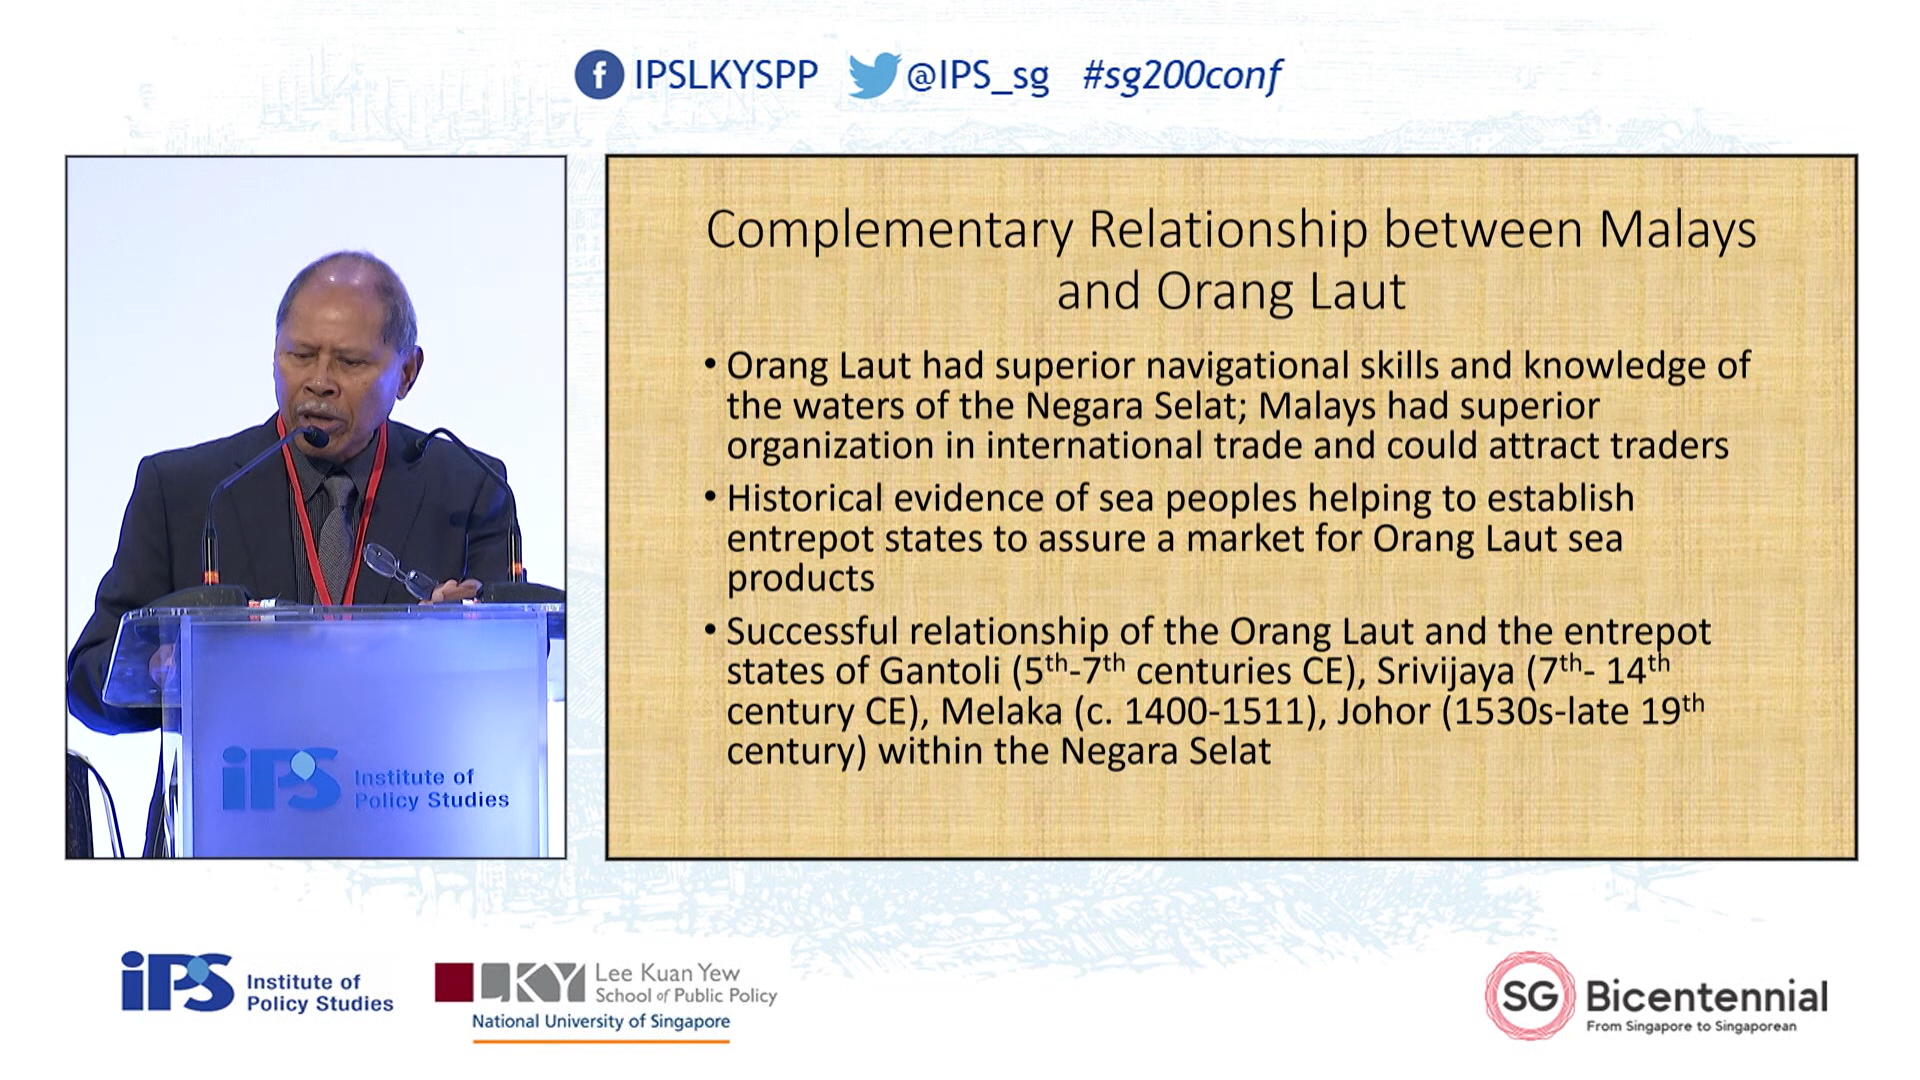 f IPSLKYSPP @IPS_sg #sg200conf
Complementary Relationship between Malays
and Orang Laut
• Orang Laut had superior navigational skills and knowledge of
the waters of the Negara Selat; Malays had superior
organization in international trade and could attract traders
• Historical evidence of sea peoples helping to establish
entrepot states to assure a market for Orang Laut sea
products
• Successful relationship of the Orang Laut and the entrepot
states of Gantoli (5th-7th centuries CE), Srivijaya (7th- 14th
century CE), Melaka (c. 1400-1511), Johor (1530s-late 19th
century) within the Negara Selat
iPS Institute of
Policy Studies
iPS Institute of
Policy Studies
LKY Lee Kuan Yew
School of Public Policy
National University of Singapore
SG Bicentennial
From Singapore to Singaporean